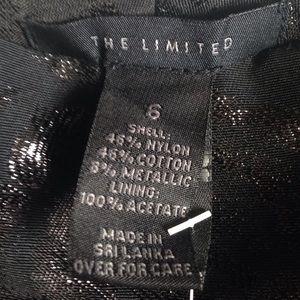 THE LIMITED
6
SHELL:
46% NYLON
46% COTTON
8% METALLIC
LINING:
100% ACETATE
MADE IN
SRI LANKA
OVER FOR CARE